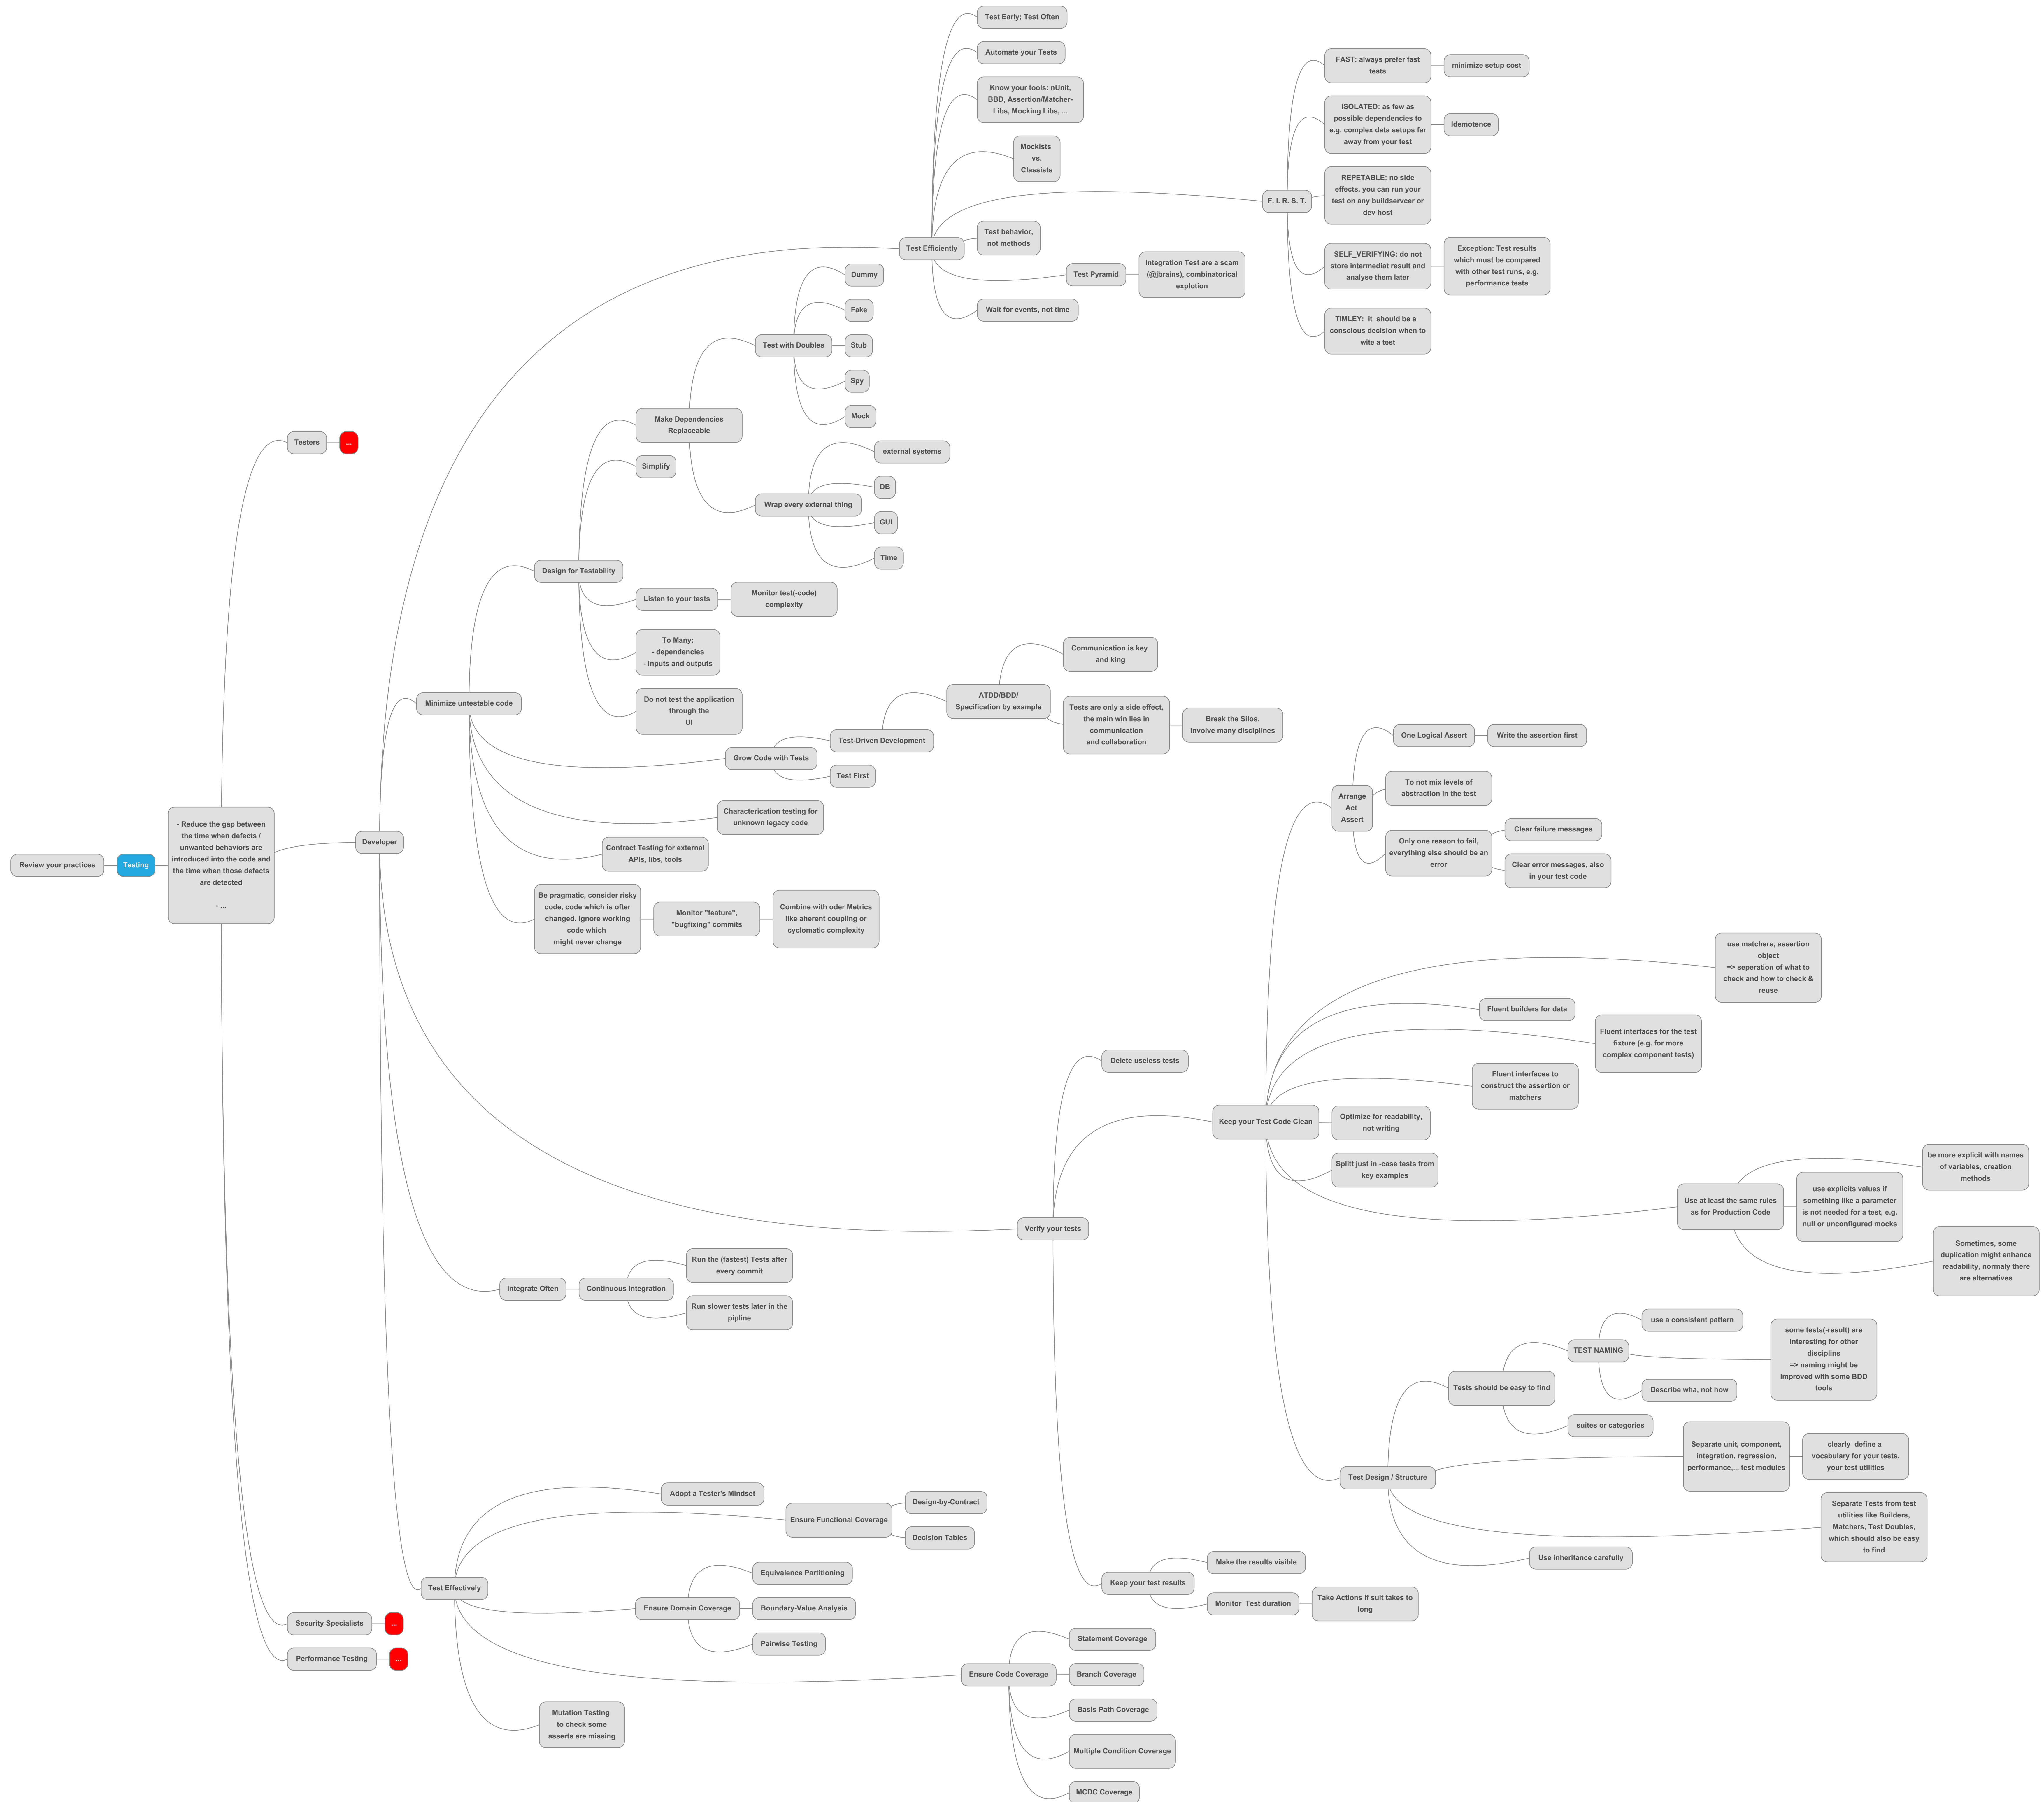 Review your practices
Testing
- Reduce the gap between
the time when defects /
unwanted behaviors are
introduced into the code and
the time when those defects
are detected
- ...
Testers
...
Developer
Test Efficiently
Test Early; Test Often
Automate your Tests
Know your tools: nUnit,
BBD, Assertion/Matcher-
Libs, Mocking Libs, ...
Mockists
vs.
Classists
F. I. R. S. T.
FAST: always prefer fast
tests
minimize setup cost
ISOLATED: as few as
possible dependencies to
e.g. complex data setups far
away from your test
Idemotence
REPETABLE: no side
effects, you can run your
test on any buildservcer or
dev host
SELF_VERIFYING: do not
store intermediat result and
analyse them later
Exception: Test results
which must be compared
with other test runs, e.g.
performance tests
TIMLEY:  it  should be a
conscious decision when to
wite a test
Test behavior,
not methods
Test Pyramid
Integration Test are a scam
(@jbrains), combinatorical
explotion
Wait for events, not time
Minimize untestable code
Design for Testability
Make Dependencies
Replaceable
Test with Doubles
Dummy
Fake
Stub
Spy
Mock
Wrap every external thing
external systems
DB
GUI
Time
Simplify
Listen to your tests
Monitor test(-code)
complexity
To Many:
- dependencies
- inputs and outputs
Do not test the application
through the
UI
Grow Code with Tests
Test-Driven Development
ATDD/BDD/
Specification by example
Communication is key
and king
Tests are only a side effect,
the main win lies in
communication
and collaboration
Break the Silos,
involve many disciplines
Test First
Characterication testing for
unknown legacy code
Contract Testing for external
APIs, libs, tools
Be pragmatic, consider risky
code, code which is ofter
changed. Ignore working
code which
might never change
Monitor "feature",
"bugfixing" commits
Combine with oder Metrics
like aherent coupling or
cyclomatic complexity
Verify your tests
Delete useless tests
Keep your Test Code Clean
Arrange
Act
Assert
One Logical Assert
Write the assertion first
To not mix levels of
abstraction in the test
Only one reason to fail,
everything else should be an
error
Clear failure messages
Clear error messages, also
in your test code
use matchers, assertion
object
=> seperation of what to
check and how to check &
reuse
Fluent builders for data
Fluent interfaces for the test
fixture (e.g. for more
complex component tests)
Fluent interfaces to
construct the assertion or
matchers
Optimize for readability,
not writing
Splitt just in -case tests from
key examples
Use at least the same rules
as for Production Code
be more explicit with names
of variables, creation
methods
use explicits values if
something like a parameter
is not needed for a test, e.g.
null or unconfigured mocks
Sometimes, some
duplication might enhance
readability, normaly there
are alternatives
Test Design / Structure
Tests should be easy to find
TEST NAMING
use a consistent pattern
some tests(-result) are
interesting for other
disciplins
=> naming might be
improved with some BDD
tools
Describe wha, not how
suites or categories
Separate unit, component,
integration, regression,
performance,... test modules
clearly  define a
vocabulary for your tests,
your test utilities
Separate Tests from test
utilities like Builders,
Matchers, Test Doubles,
which should also be easy
to find
Use inheritance carefully
Keep your test results
Make the results visible
Monitor  Test duration
Take Actions if suit takes to
long
Integrate Often
Continuous Integration
Run the (fastest) Tests after
every commit
Run slower tests later in the
pipline
Test Effectively
Adopt a Tester's Mindset
Ensure Functional Coverage
Design-by-Contract
Decision Tables
Ensure Domain Coverage
Equivalence Partitioning
Boundary-Value Analysis
Pairwise Testing
Ensure Code Coverage
Statement Coverage
Branch Coverage
Basis Path Coverage
Multiple Condition Coverage
MCDC Coverage
Mutation Testing
to check some
asserts are missing
Security Specialists
...
Performance Testing
...